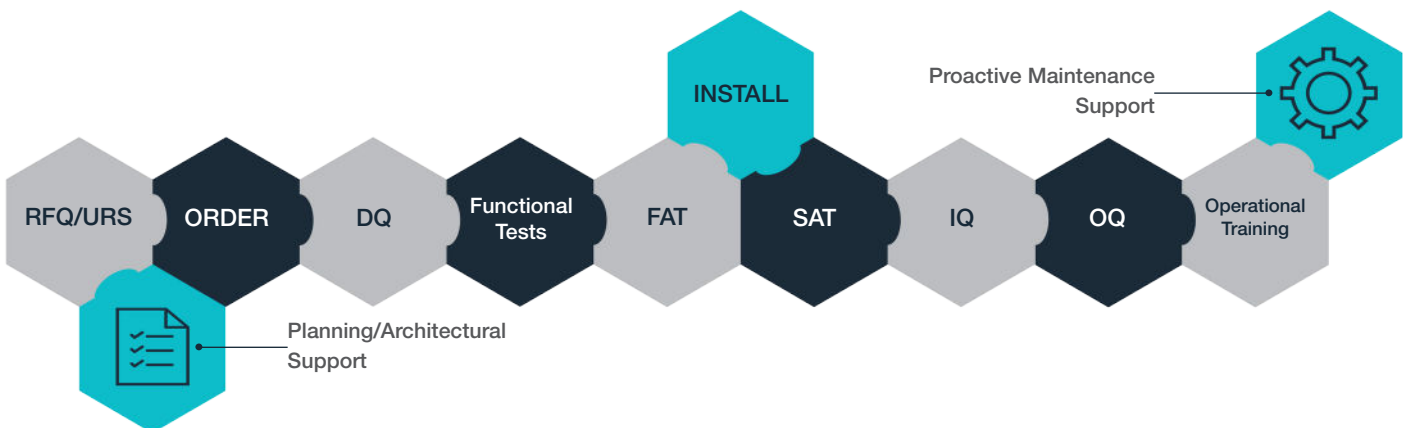 INSTALL
Proactive Maintenance
Support
RFQ/URS
ORDER
DQ
Functional
Tests
FAT
SAT
IQ
OQ
Operational
Training
Planning/Architectural
Support